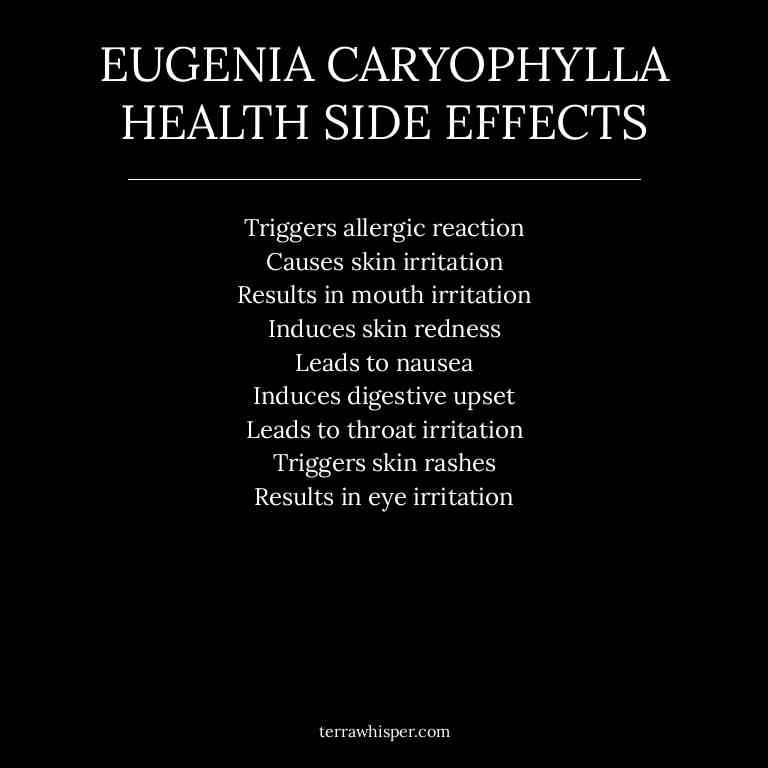 EUGENIA CARYOPHYLLA
HEALTH SIDE EFFECTS
Triggers allergic reaction
Causes skin irritation
Results in mouth irritation
Induces skin redness
Leads to nausea
Induces digestive upset
Leads to throat irritation
Triggers skin rashes
Results in eye irritation
terrawhisper.com